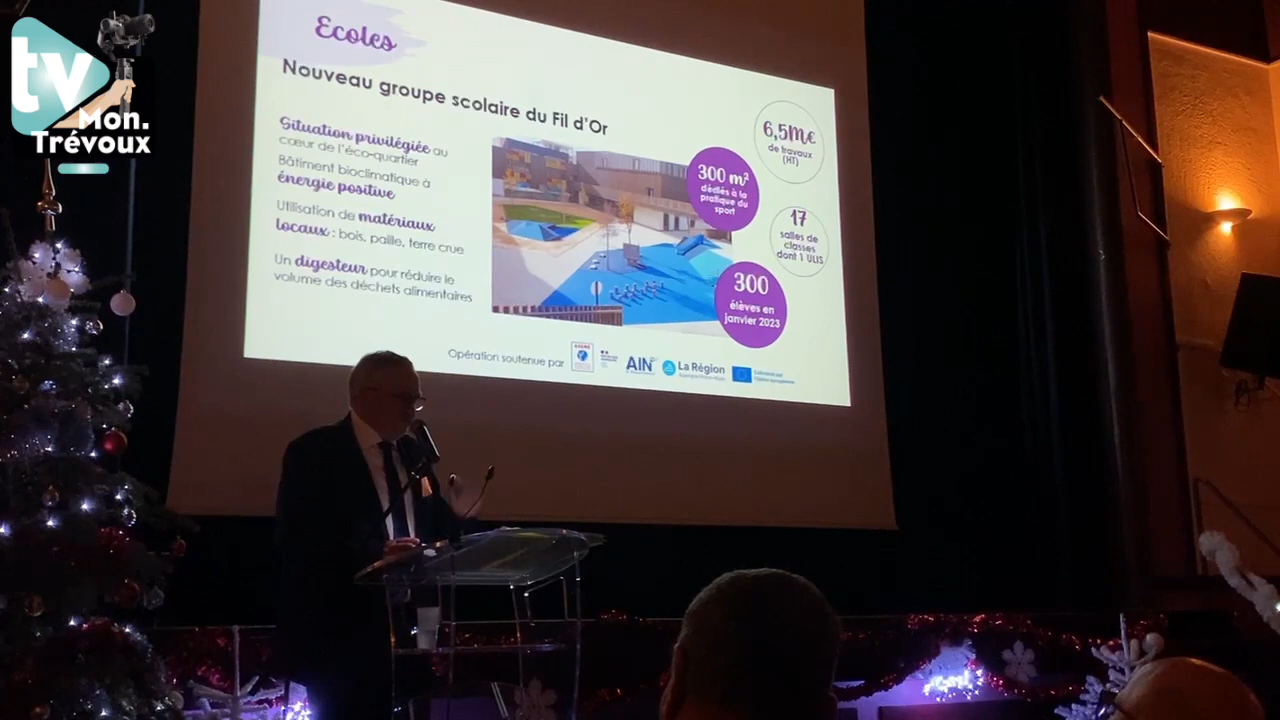 tv
Mon.
Trévoux
Ecoles
Nouveau groupe scolaire du Fil d'Or
Situation privilégiée au
cœur de l'éco-quartier
Bâtiment bioclimatique à
énergie positive
Utilisation de matériaux
locaux : bois, paille, terre crue
Un digesteur pour réduire le
volume des déchets alimentaires
6,5M€
de travaux
(HT)
300 m²
dédiés à la
pratique du
sport
17
salles de
classes
dont 1 ULIS
300
élèves en
janvier 2023
Opération soutenue par
AIN
La Région